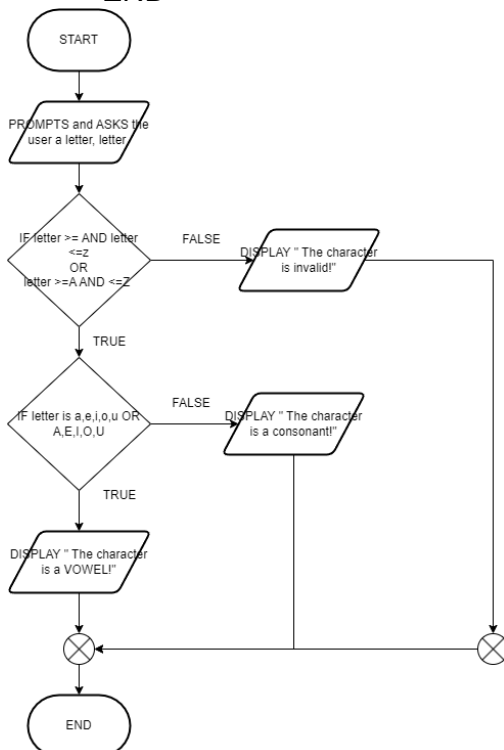 END
START
PROMPTS and ASKS the
user a letter, letter
IF letter >= AND letter
<=z
OR
letter >=A AND <=Z
FALSE
DISPLAY " The character
is invalid!"
TRUE
IF letter is a,e,i,o,u OR
A,E,I,O,U
FALSE
DISPLAY " The character
is a consonant!"
TRUE
DISPLAY " The character
is a VOWEL!"
END